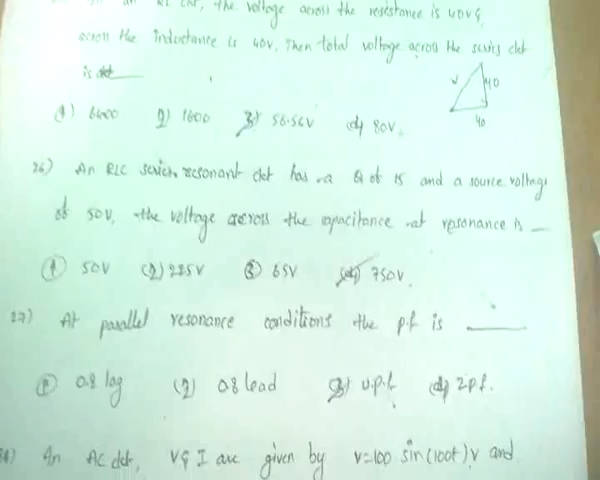 RL ckt, the voltage across the resistance is 40V &
across the inductance is 40V, Then total voltage across the series ckt
is
V 40
40
1) 6400 2) 1600 3) 56.56V (4) 80V.
26) An RLC series resonant ckt has a Q of 15 and a source voltage
of 50V, the voltage across the capacitance at resonance is _
(1) 50V (2) 225V (3) 65V (4) 750V.
27) At parallel resonance conditions the p.f is ____
0.8 lag (2) 0.8 lead 3) u.p.f (4) Z p.f.
An AC ckt, V & I are given by V=100 sin(100t) V and